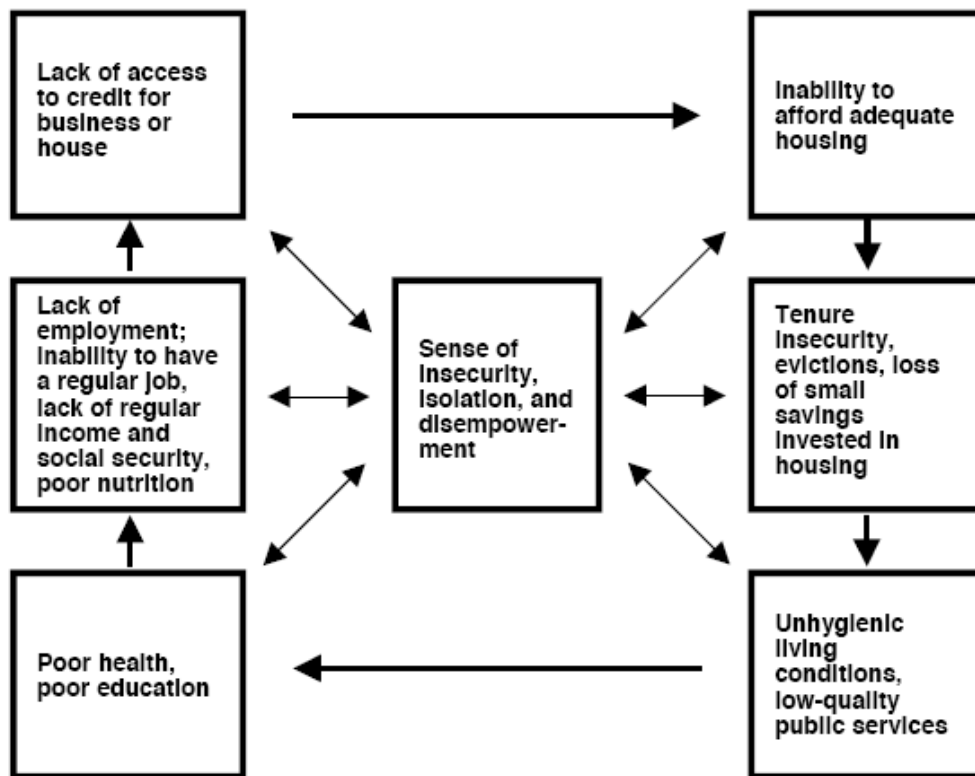 Lack of access
to credit for
business or
house
Inability to
afford adequate
housing
Lack of
employment;
inability to have
a regular job,
lack of regular
income and
social security,
poor nutrition
Sense of
insecurity,
isolation, and
disempower-
ment
Tenure
insecurity,
evictions, loss
of small
savings
invested in
housing
Poor health,
poor education
Unhygienic
living
conditions,
low-quality
public services